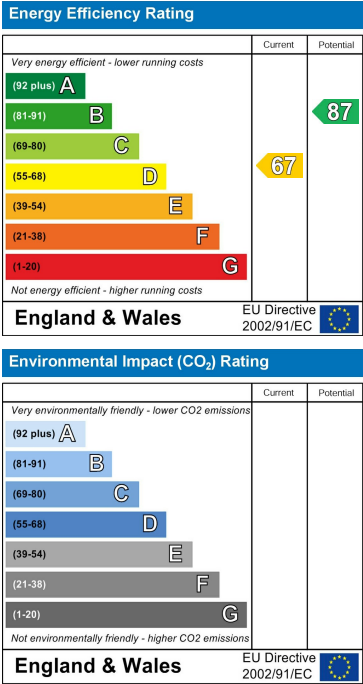 Energy Efficiency Rating
Current Potential
Very energy efficient - lower running costs
(92 plus) A
(81-91) B
(69-80) C
(55-68) D
(39-54) E
(21-38) F
(1-20) G
67
87
Not energy efficient - higher running costs
England & Wales
EU Directive
2002/91/EC
Environmental Impact (CO₂) Rating
Current Potential
Very environmentally friendly - lower CO2 emissions
(92 plus) A
(81-91) B
(69-80) C
(55-68) D
(39-54) E
(21-38) F
(1-20) G
Not environmentally friendly - higher CO2 emissions
England & Wales
EU Directive
2002/91/EC